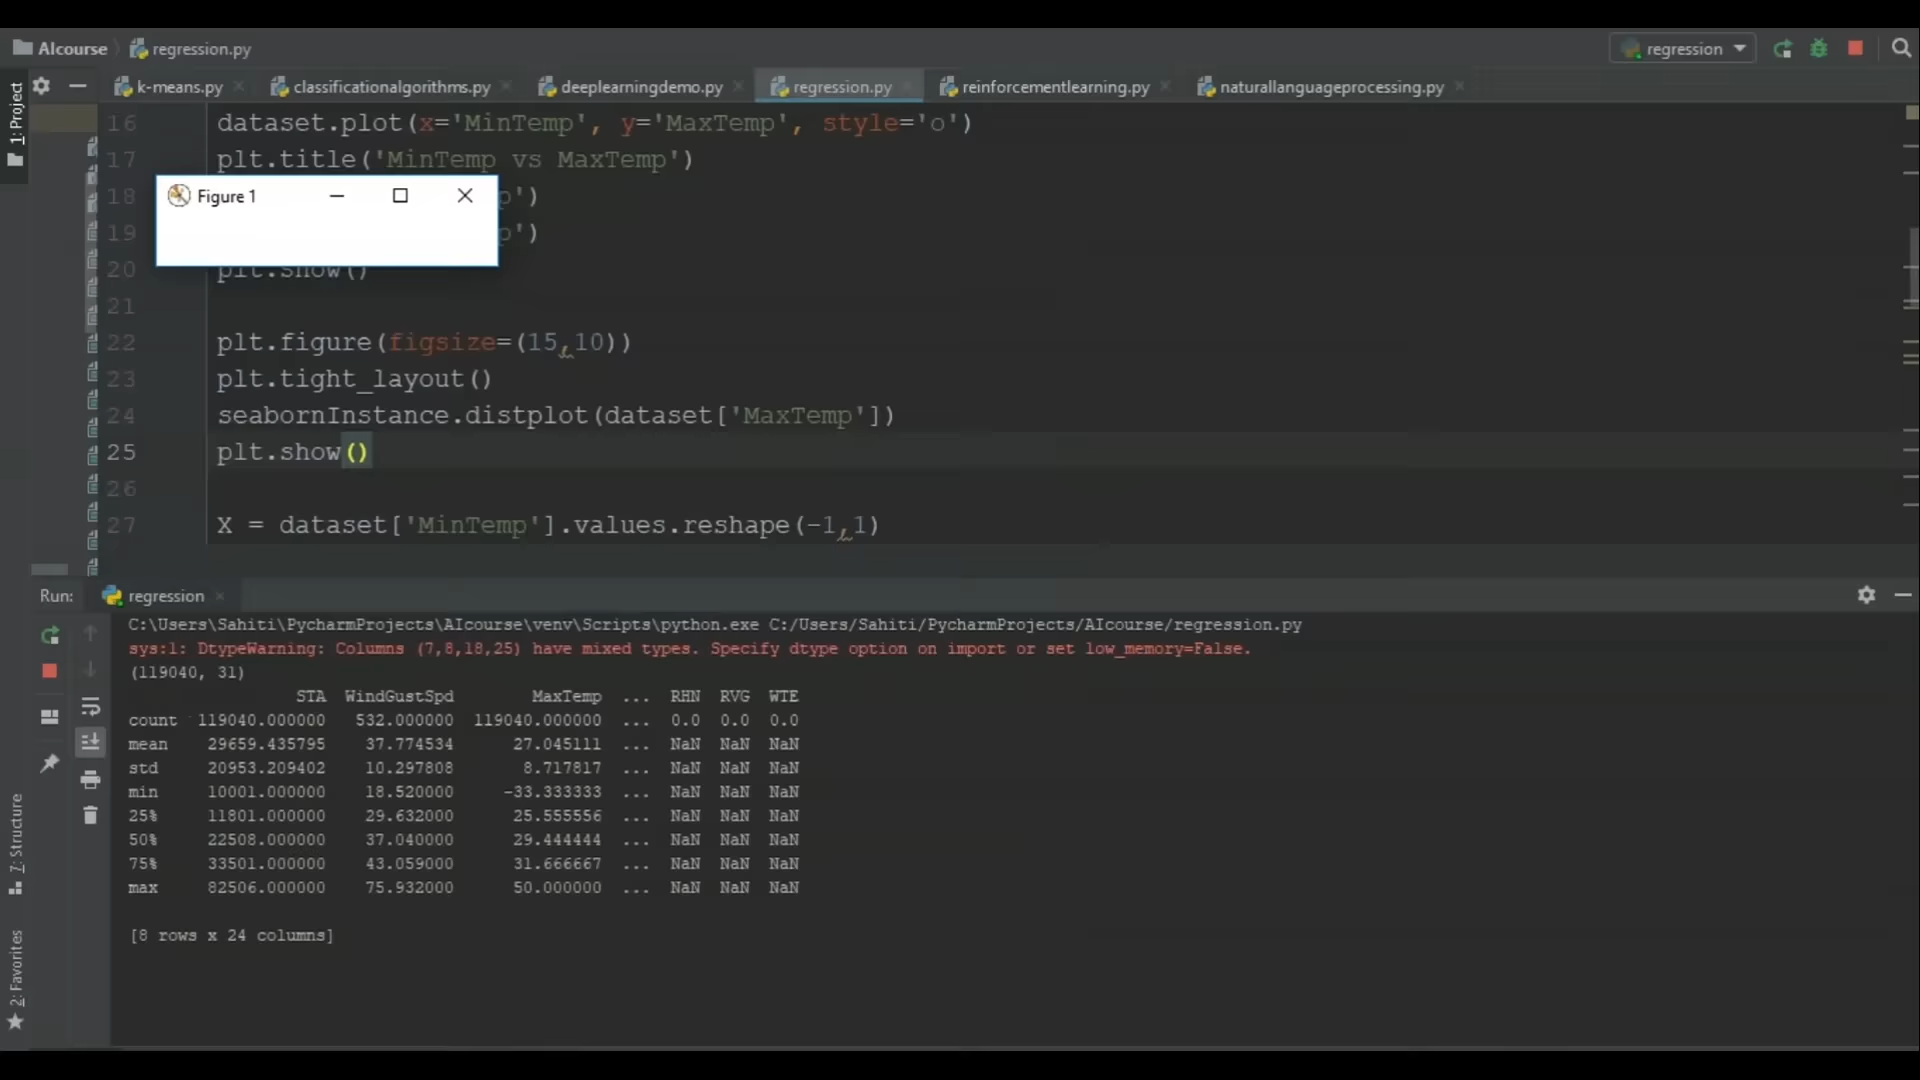 AIcourse regression.py regression
1: Project k-means.py classificationalgorithms.py deeplearningdemo.py regression.py reinforcementlearning.py naturallanguageprocessing.py
16 dataset.plot(x='MinTemp', y='MaxTemp', style='o')
17 plt.title('MinTemp vs MaxTemp')
Figure 1
18 p')
19 p')
20 plt.show()
21
22 plt.figure(figsize=(15,10))
23 plt.tight_layout()
24 seabornInstance.distplot(dataset['MaxTemp'])
25 plt.show()
26
27 X = dataset['MinTemp'].values.reshape(-1,1)
Run: regression
C:\Users\Sahiti\PycharmProjects\AIcourse\venv\Scripts\python.exe C:/Users/Sahiti/PycharmProjects/AIcourse/regression.py
sys:1: DtypeWarning: Columns (7,8,18,25) have mixed types. Specify dtype option on import or set low_memory=False.
(119040, 31)
STA WindGustSpd MaxTemp ... RHN RVG WTE
count 119040.000000 532.000000 119040.000000 ... 0.0 0.0 0.0
mean 29659.435795 37.774534 27.045111 ... NaN NaN NaN
std 20953.209402 10.297808 8.717817 ... NaN NaN NaN
min 10001.000000 18.520000 -33.333333 ... NaN NaN NaN
25% 11801.000000 29.632000 25.555556 ... NaN NaN NaN
50% 22508.000000 37.040000 29.444444 ... NaN NaN NaN
75% 33501.000000 43.059000 31.666667 ... NaN NaN NaN
max 82506.000000 75.932000 50.000000 ... NaN NaN NaN
[8 rows x 24 columns]
7: Structure
2: Favorites